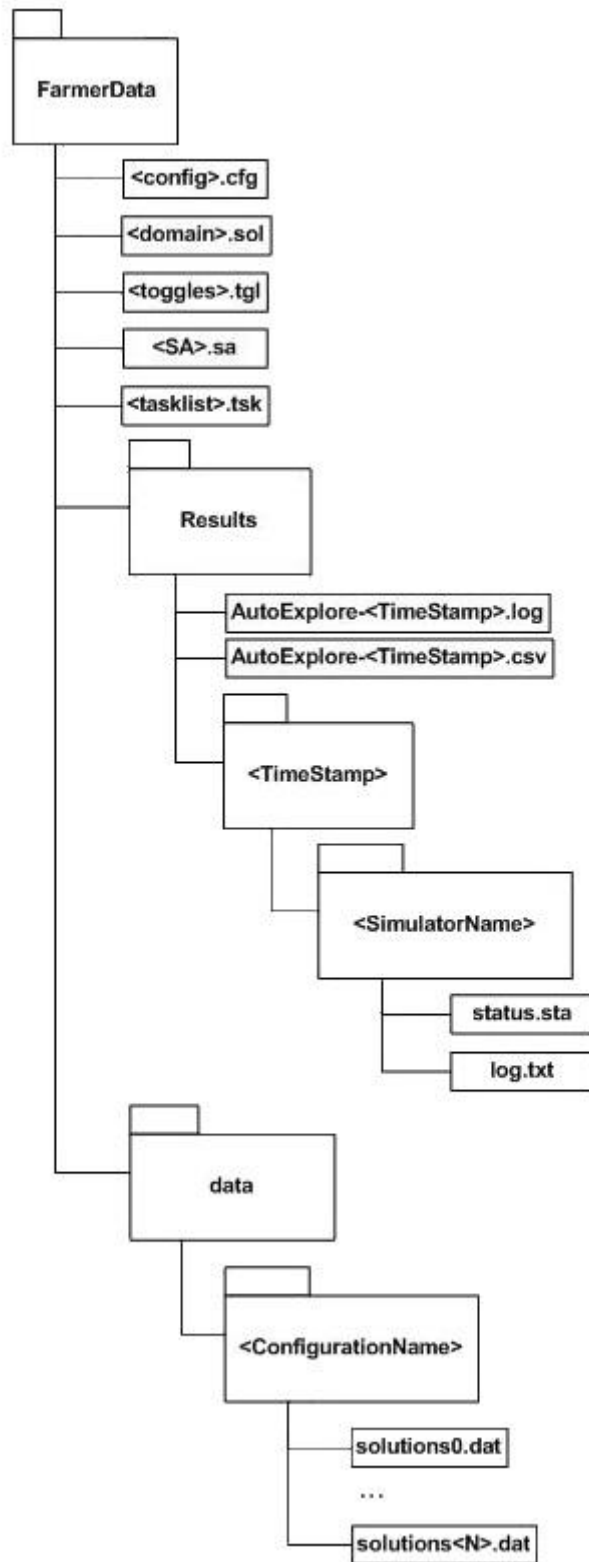 FarmerData
<config>.cfg
<domain>.sol
<toggles>.tgl
<SA>.sa
<tasklist>.tsk
Results
AutoExplore-<TimeStamp>.log
AutoExplore-<TimeStamp>.csv
<TimeStamp>
<SimulatorName>
status.sta
log.txt
data
<ConfigurationName>
solutions0.dat
...
solutions<N>.dat